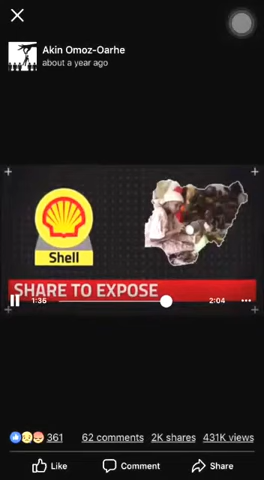 Akin Omoz-Oarhe
about a year ago
Shell
SHARE TO EXPOSE
1:36
2:04
361
62 comments
2K shares
431K views
Like
Comment
Share